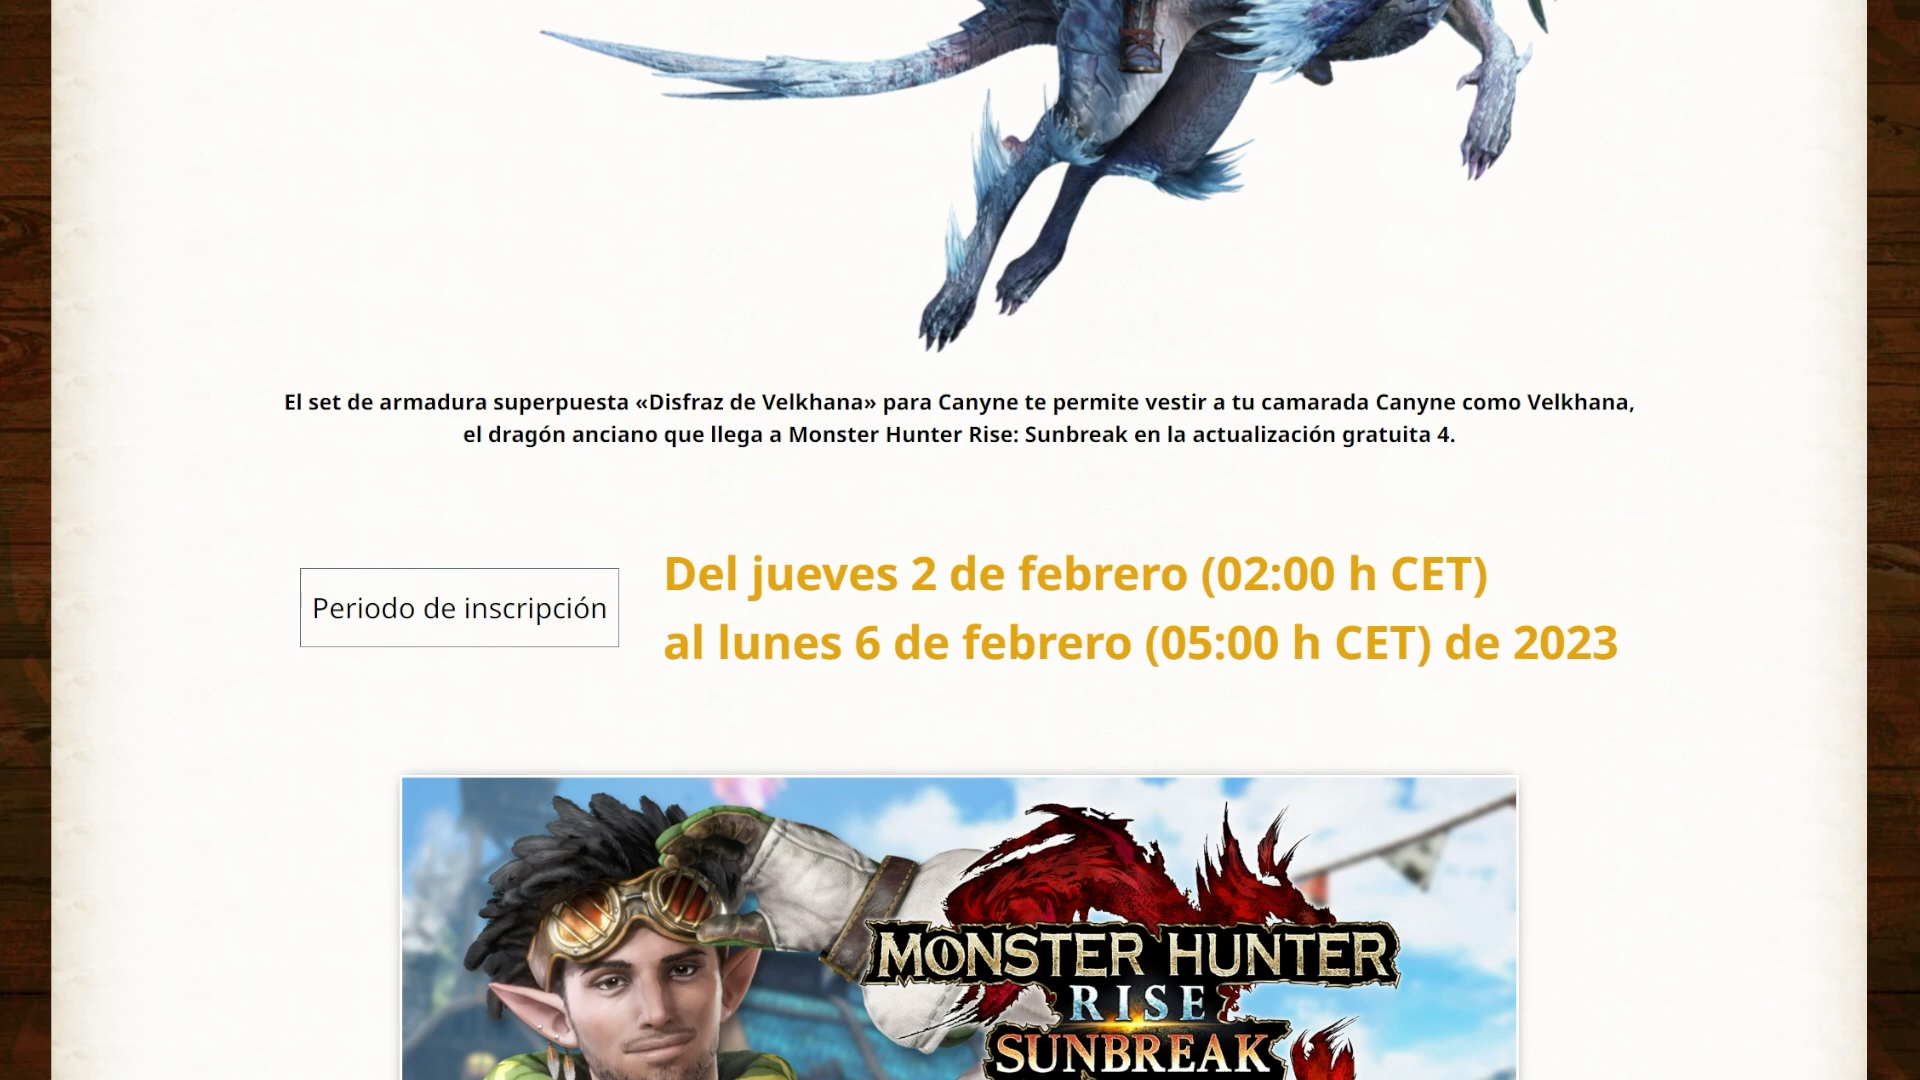 El set de armadura superpuesta «Disfraz de Velkhana» para Canyne te permite vestir a tu camarada Canyne como Velkhana,
el dragón anciano que llega a Monster Hunter Rise: Sunbreak en la actualización gratuita 4.
Periodo de inscripción
Del jueves 2 de febrero (02:00 h CET)
al lunes 6 de febrero (05:00 h CET) de 2023
MONSTER HUNTER
RISE
SUNBREAK